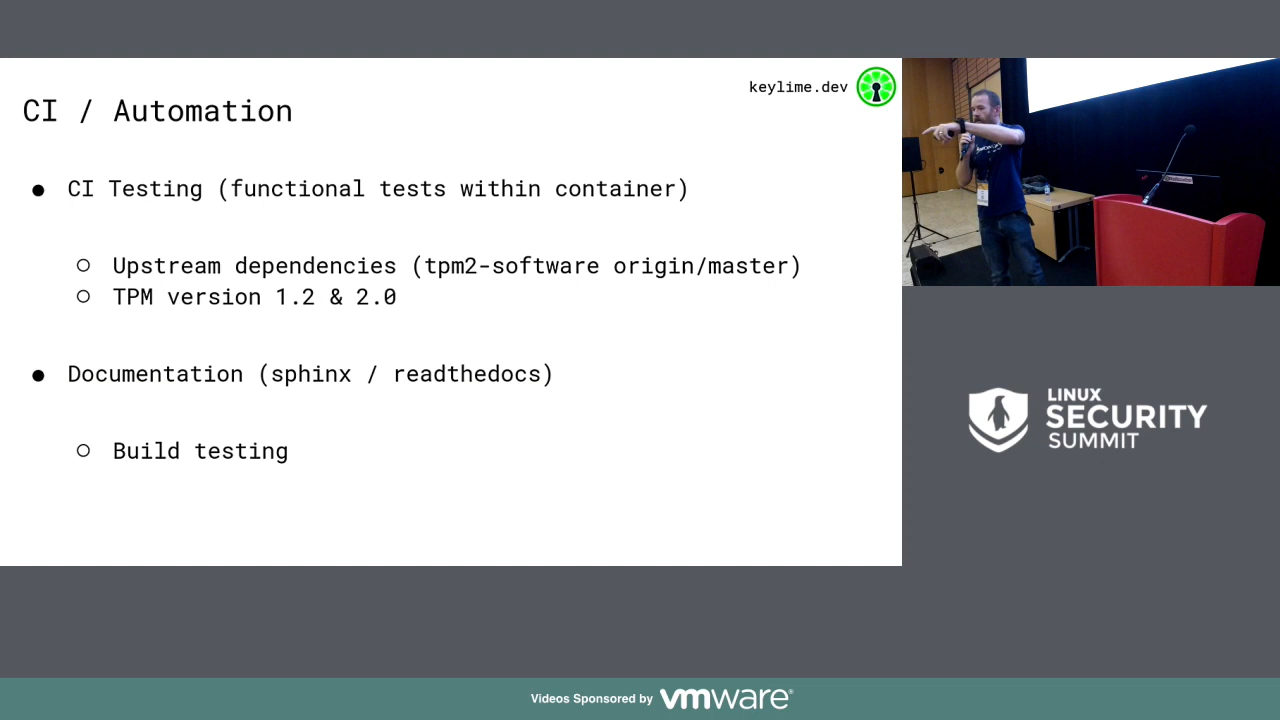 keylime.dev
CI / Automation
● CI Testing (functional tests within container)
○ Upstream dependencies (tpm2-software origin/master)
○ TPM version 1.2 & 2.0
● Documentation (sphinx / readthedocs)
○ Build testing
LINUX
SECURITY
SUMMIT
Videos Sponsored by vmware®